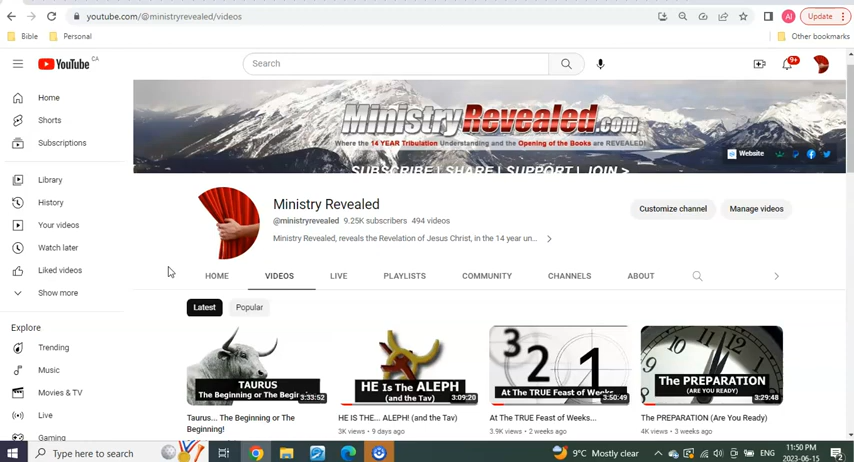 youtube.com/@ministryrevealed/videos
Update
Bible
Personal
Other bookmarks
YouTube CA
Search
9+
Home
Shorts
Subscriptions
Library
History
Your videos
Watch later
Liked videos
Show more
Explore
Trending
Music
Movies & TV
Live
Gaming
MinistryRevealed.com
Where the 14 YEAR Tribulation Understanding and the Opening of the Books are REVEALED!
SUBSCRIBE | SHARE | SUPPORT | JOIN >
Website
Ministry Revealed
@ministryrevealed 9.25K subscribers 494 videos
Ministry Revealed, reveals the Revelation of Jesus Christ, in the 14 year un...
Customize channel
Manage videos
HOME
VIDEOS
LIVE
PLAYLISTS
COMMUNITY
CHANNELS
ABOUT
Latest
Popular
TAURUS
The Beginning or The Begi
3:33:52
Taurus... The Beginning or The
Beginning!
HE IS The ALEPH
(and the Tav)
3:09:20
HE IS THE... ALEPH! (and the Tav)
3K views • 9 days ago
3 2 1
At The TRUE Feast of Weeks...
3:50:49
At The TRUE Feast of Weeks...
3.9K views • 2 weeks ago
The PREPARATION
(ARE YOU READY)
3:29:48
The PREPARATION (Are You Ready)
4K views • 3 weeks ago
Type here to search
9°C Mostly clear
ENG
11:50 PM
2023-06-15
2